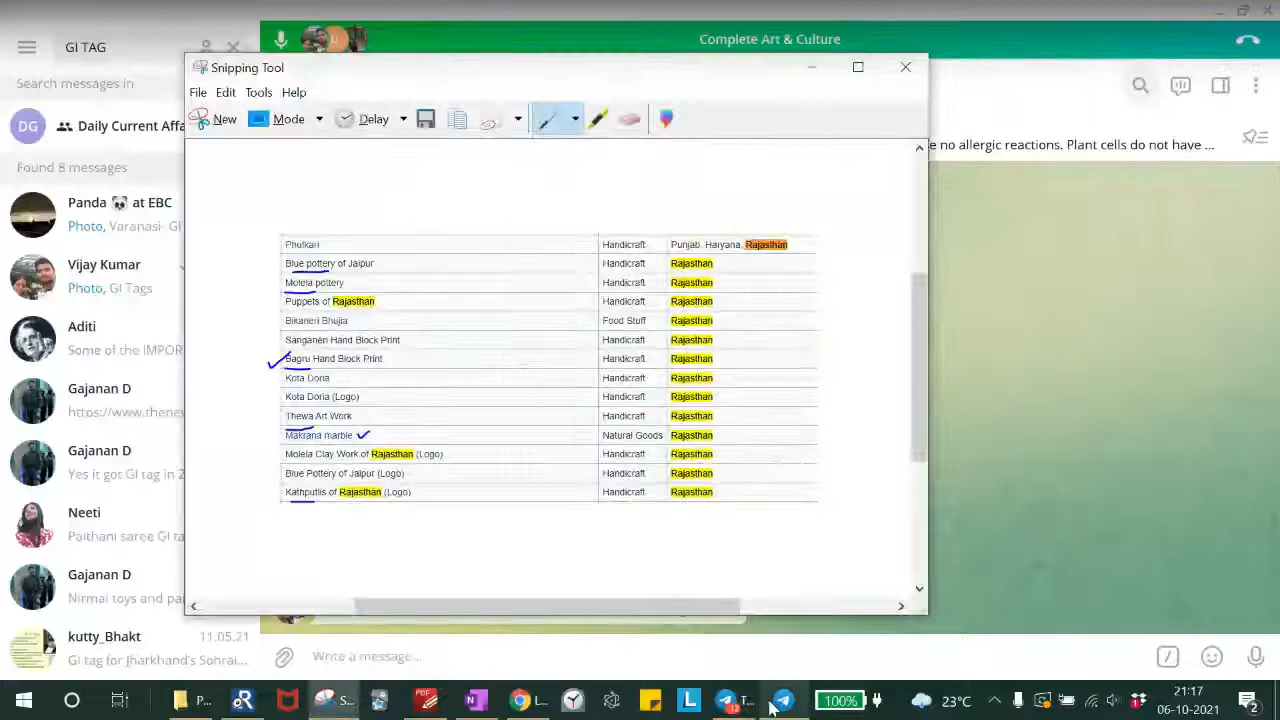 GI TAG
Complete Art & Culture
Search messages in
DG Daily Current Affa
Found 8 messages
Panda 🐼 at EBC
Photo, Varanasi- GI
Vijay Kumar
Photo, GI Tags
Aditi
Some of the IMPOR
Gajanan D
https://www.thenew
Gajanan D
Yes it got GI tag in 2
Neeti
Paithani saree GI ta
Gajanan D
Nirmal toys and pai
kutty_Bhakt 11.05.21
GI tag for Jharkhand's Sohrai...
Snipping Tool
File Edit Tools Help
New Mode Delay
e no allergic reactions. Plant cells do not have ...
Phulkari Handicraft Punjab, Haryana, Rajasthan
Blue pottery of Jaipur Handicraft Rajasthan
Molela pottery Handicraft Rajasthan
Puppets of Rajasthan Handicraft Rajasthan
Bikaneri Bhujia Food Stuff Rajasthan
Sanganeri Hand Block Print Handicraft Rajasthan
Bagru Hand Block Print Handicraft Rajasthan
Kota Doria Handicraft Rajasthan
Kota Doria (Logo) Handicraft Rajasthan
Thewa Art Work Handicraft Rajasthan
Makrana marble Natural Goods Rajasthan
Molela Clay Work of Rajasthan (Logo) Handicraft Rajasthan
Blue Pottery of Jaipur (Logo) Handicraft Rajasthan
Kathputlis of Rajasthan (Logo) Handicraft Rajasthan
Write a message...
P... S... L... T... 100% 23°C 21:17
06-10-2021